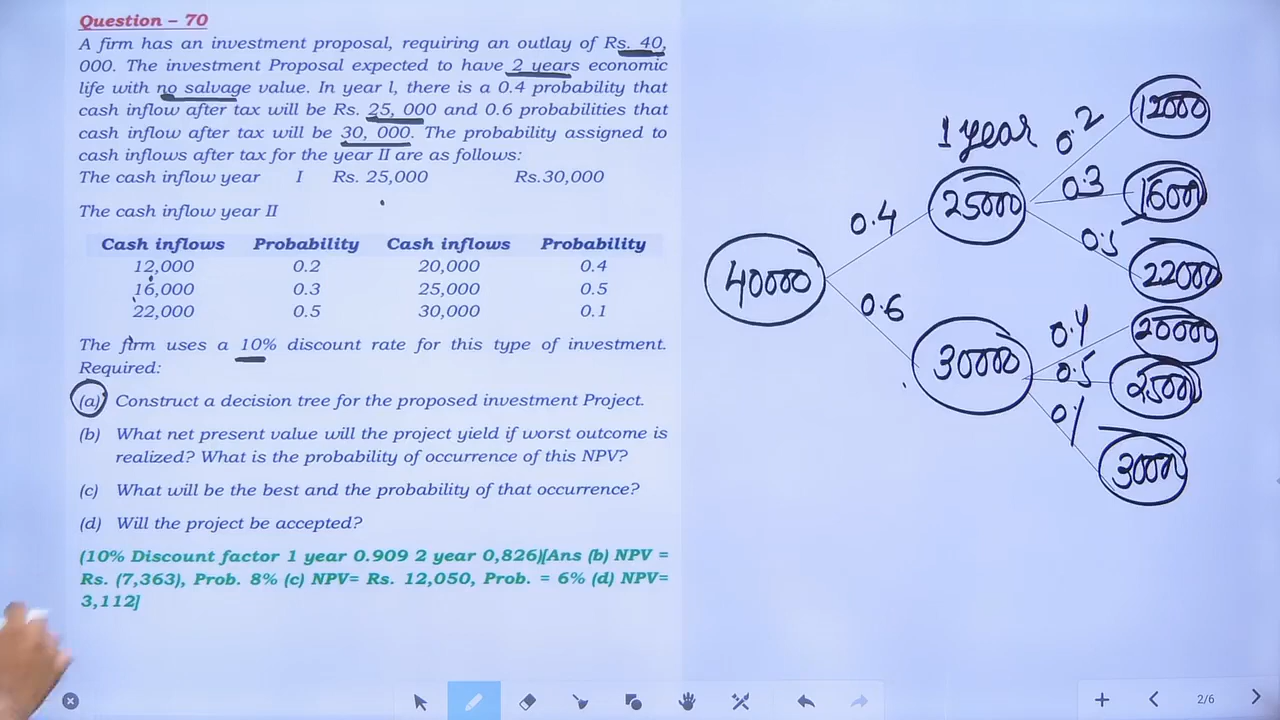 Question – 70
A firm has an investment proposal, requiring an outlay of Rs. 40,
000. The investment Proposal expected to have 2 years economic
life with no salvage value. In year l, there is a 0.4 probability that
cash inflow after tax will be Rs. 25, 000 and 0.6 probabilities that
cash inflow after tax will be 30, 000. The probability assigned to
cash inflows after tax for the year II are as follows:
The cash inflow year I Rs. 25,000 Rs.30,000
The cash inflow year II
Cash inflows Probability Cash inflows Probability
12,000 0.2 20,000 0.4
16,000 0.3 25,000 0.5
22,000 0.5 30,000 0.1
The firm uses a 10% discount rate for this type of investment.
Required:
(a) Construct a decision tree for the proposed investment Project.
(b) What net present value will the project yield if worst outcome is
realized? What is the probability of occurrence of this NPV?
(c) What will be the best and the probability of that occurrence?
(d) Will the project be accepted?
(10% Discount factor 1 year 0.909 2 year 0,826)[Ans (b) NPV =
Rs. (7,363), Prob. 8% (c) NPV= Rs. 12,050, Prob. = 6% (d) NPV=
3,112]
1 year
40000
0.4
25000
0.2
12000
0.3
16000
0.5
22000
0.6
30000
0.4
20000
0.5
25000
0.1
30000
2/6